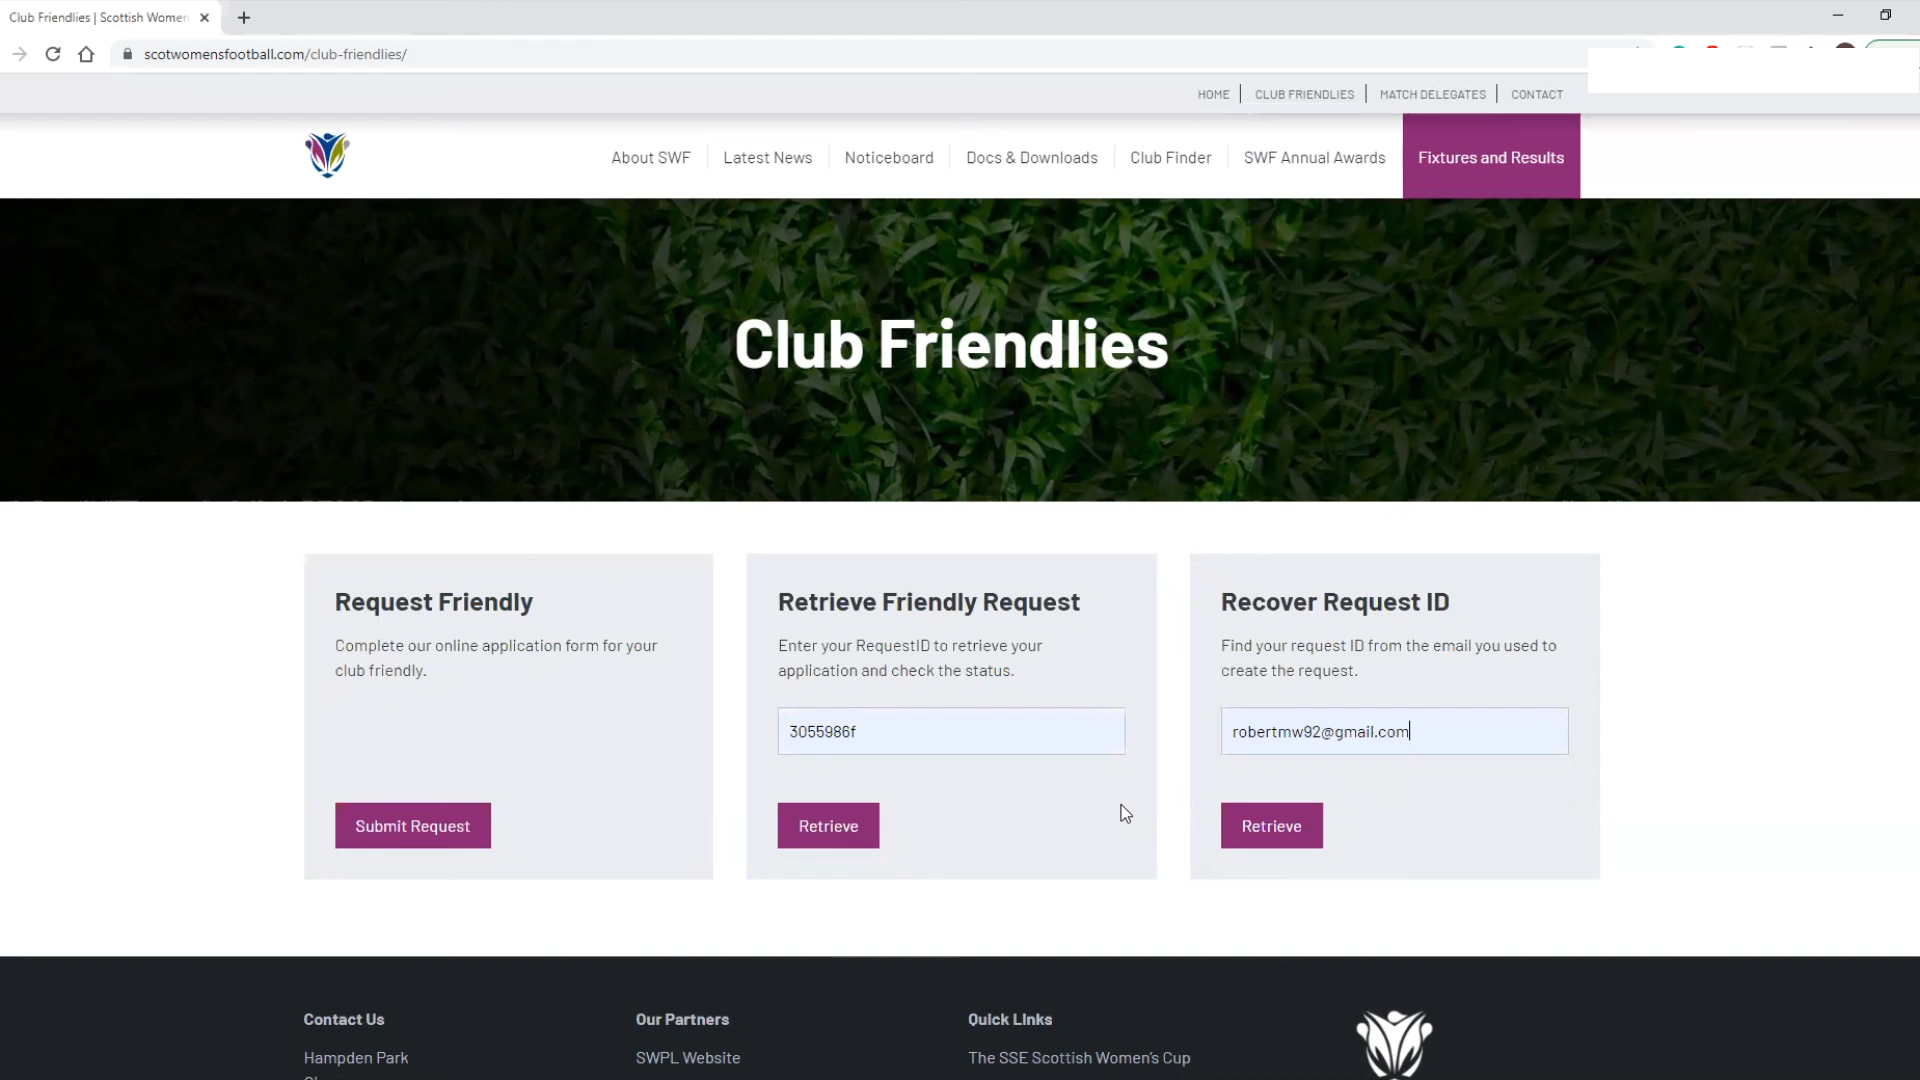 Club Friendlies | Scottish Women
scotwomensfootball.com/club-friendlies/
HOME CLUB FRIENDLIES MATCH DELEGATES CONTACT
About SWF Latest News Noticeboard Docs & Downloads Club Finder SWF Annual Awards Fixtures and Results
Club Friendlies
Request Friendly
Complete our online application form for your
club friendly.
Submit Request
Retrieve Friendly Request
Enter your RequestID to retrieve your
application and check the status.
3055986f
Retrieve
Recover Request ID
Find your request ID from the email you used to
create the request.
robertmw92@gmail.com
Retrieve
Contact Us
Hampden Park
Our Partners
SWPL Website
Quick Links
The SSE Scottish Women's Cup